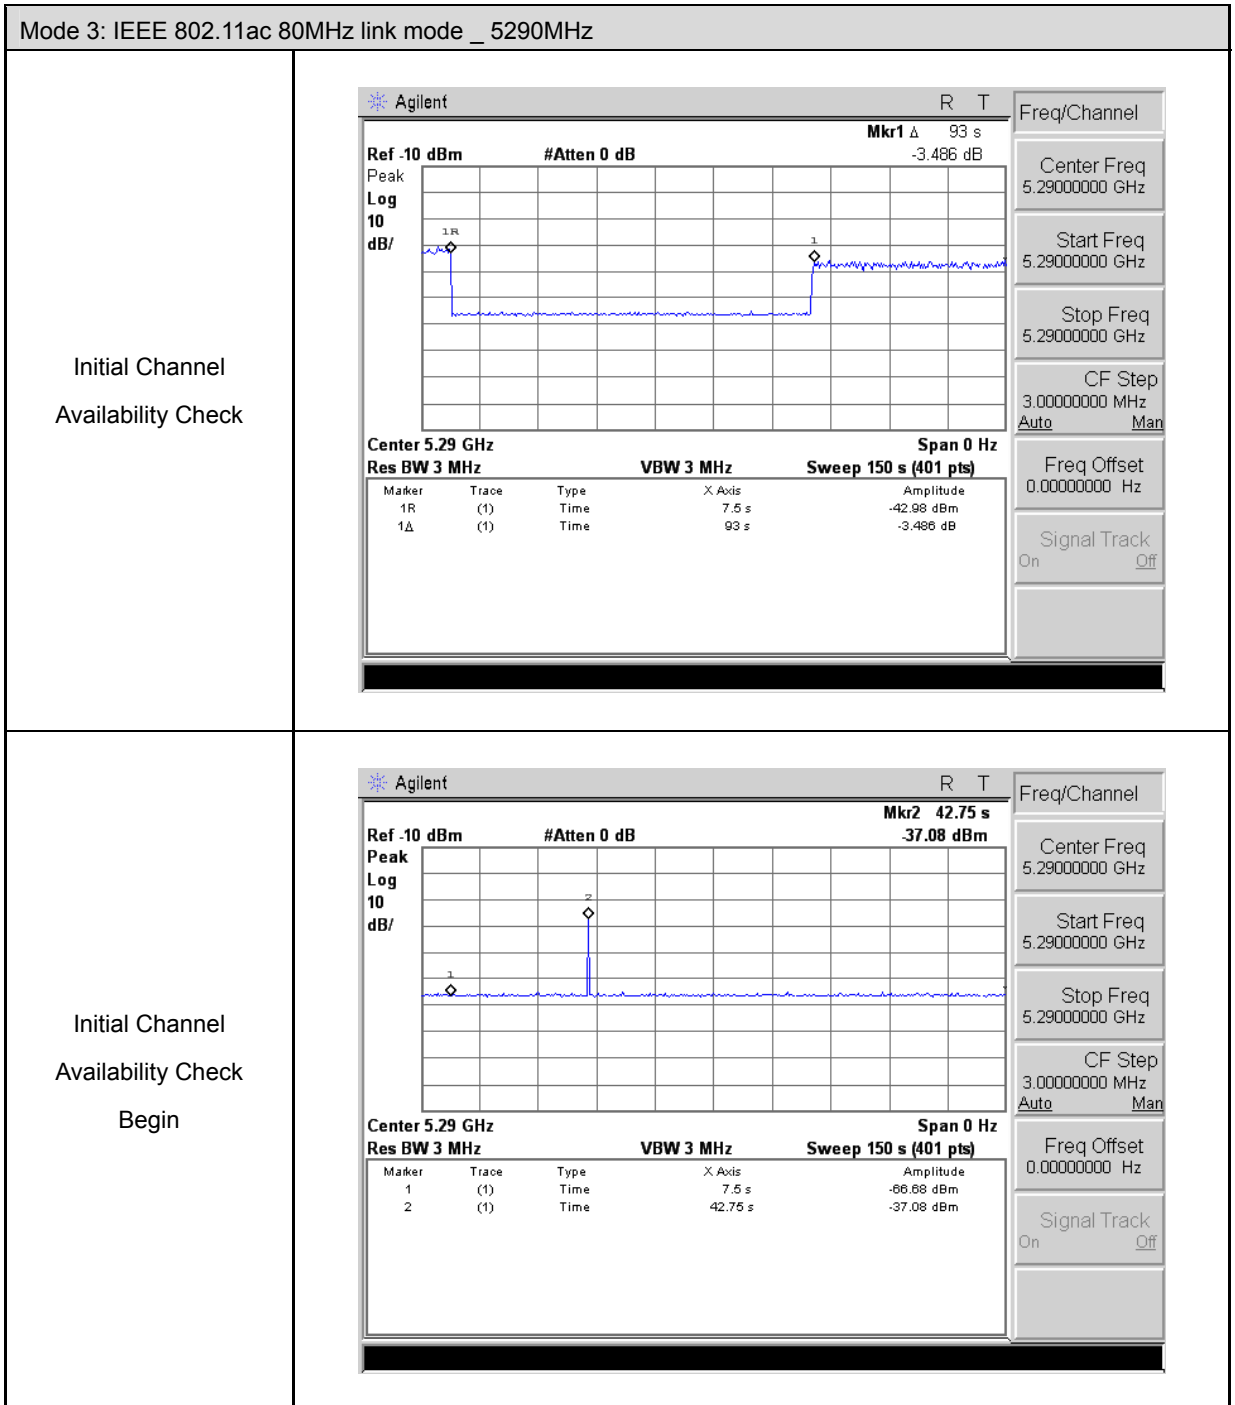 Mode 3: IEEE 802.11ac 80MHz link mode _ 5290MHz
Initial Channel
Availability Check
Agilent R T
Mkr1 Δ 93 s
Ref -10 dBm #Atten 0 dB -3.486 dB
Peak
Log
10
dB/
1R
1
Center 5.29 GHz Span 0 Hz
Res BW 3 MHz VBW 3 MHz Sweep 150 s (401 pts)
Marker Trace Type X Axis Amplitude
1R (1) Time 7.5 s -42.98 dBm
1Δ (1) Time 93 s -3.486 dB
Freq/Channel
Center Freq
5.29000000 GHz
Start Freq
5.29000000 GHz
Stop Freq
5.29000000 GHz
CF Step
3.00000000 MHz
Auto Man
Freq Offset
0.00000000 Hz
Signal Track
On Off
Initial Channel
Availability Check
Begin
Agilent R T
Mkr2 42.75 s
Ref -10 dBm #Atten 0 dB -37.08 dBm
Peak
Log
10
dB/
2
1
Center 5.29 GHz Span 0 Hz
Res BW 3 MHz VBW 3 MHz Sweep 150 s (401 pts)
Marker Trace Type X Axis Amplitude
1 (1) Time 7.5 s -66.68 dBm
2 (1) Time 42.75 s -37.08 dBm
Freq/Channel
Center Freq
5.29000000 GHz
Start Freq
5.29000000 GHz
Stop Freq
5.29000000 GHz
CF Step
3.00000000 MHz
Auto Man
Freq Offset
0.00000000 Hz
Signal Track
On Off